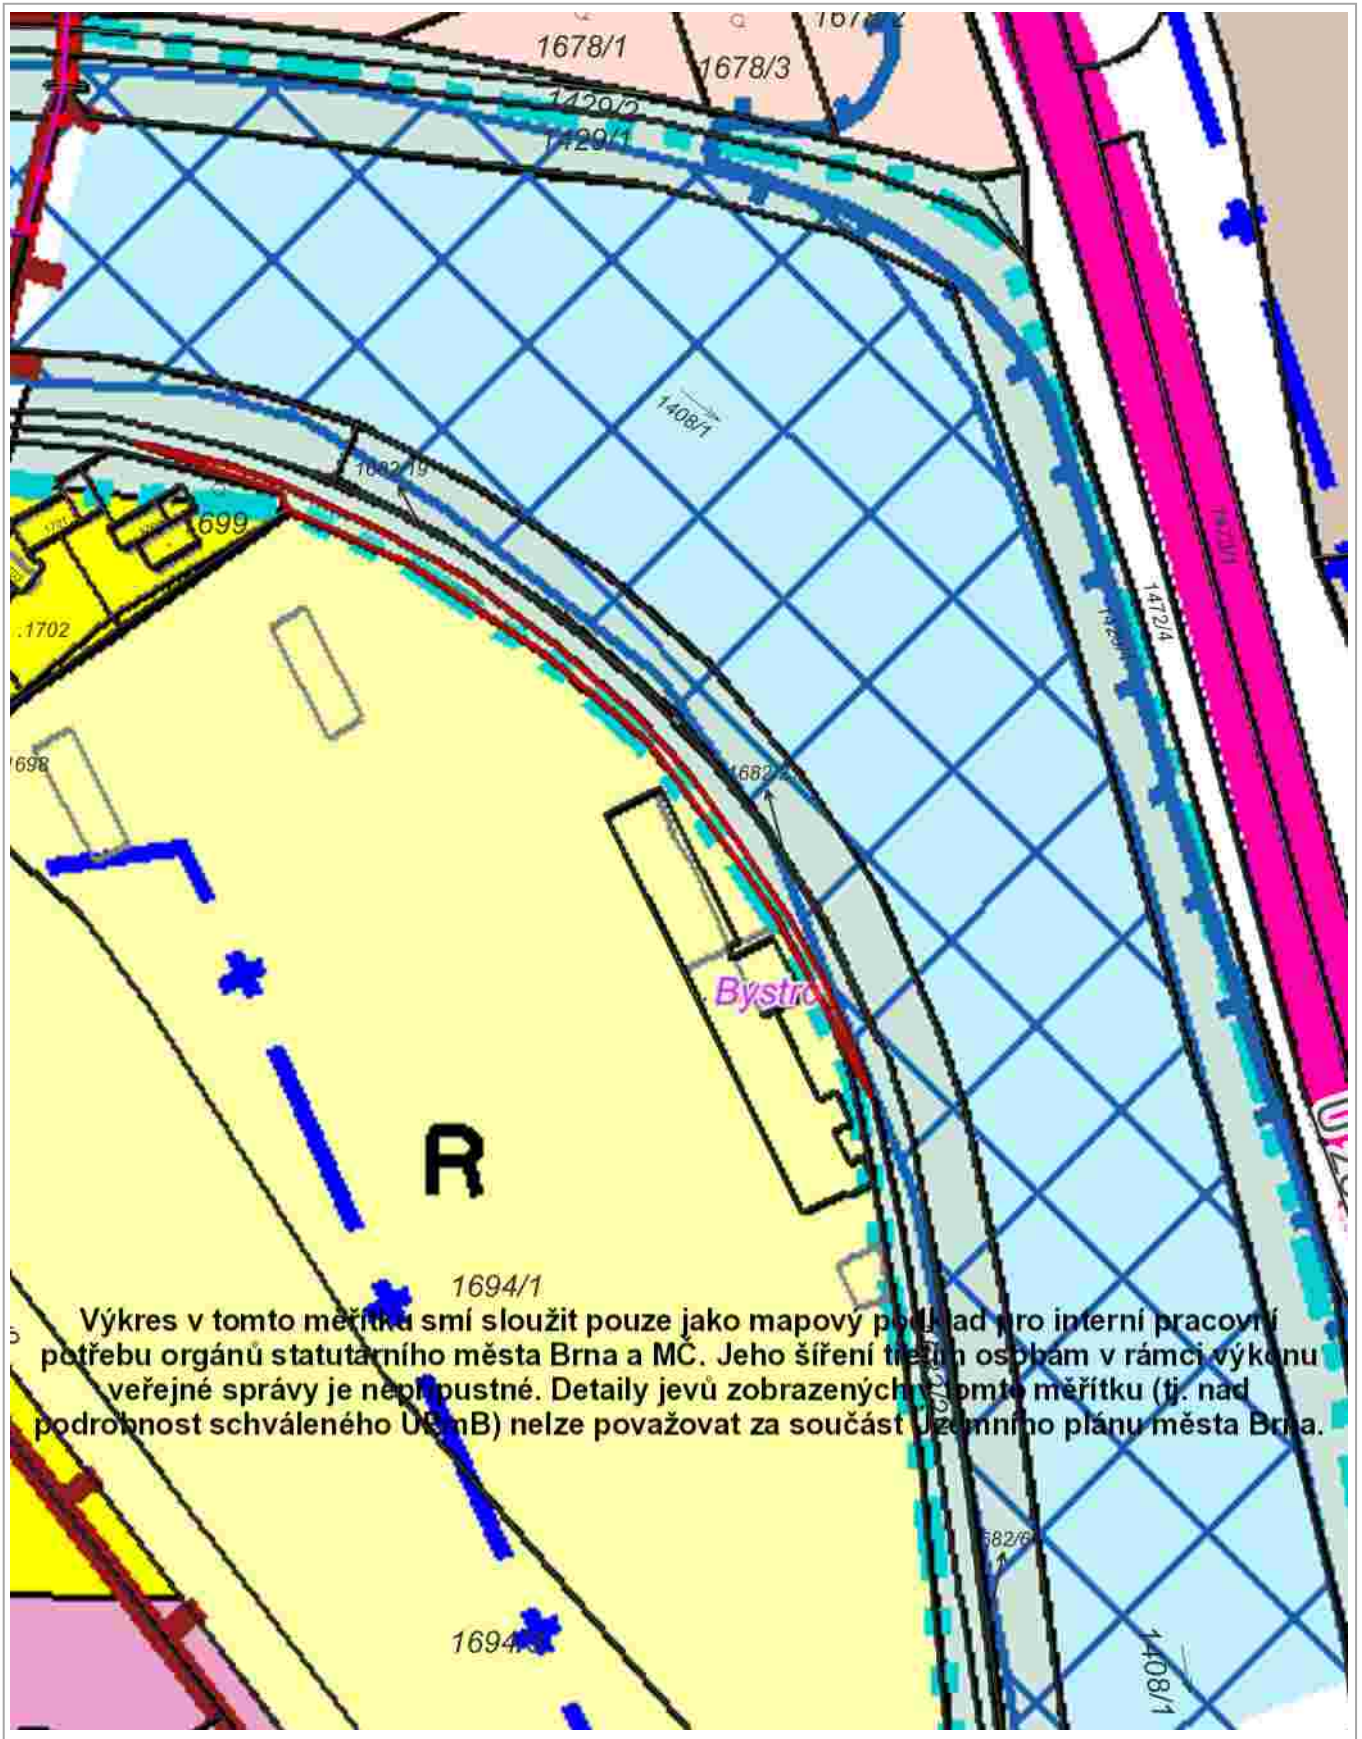 1678/1
1678/2
1678/3
1429/2
1429/1
1408/1
1682/19
1699
1702
1698
1472/4
1473/1
Bystrc
R
1694/1
Výkres v tomto měřítku smí sloužit pouze jako mapový podklad pro interní pracovní
potřebu orgánů statutárního města Brna a MČ. Jeho šíření třetím osobám v rámci výkonu
veřejné správy je nepřípustné. Detaily jevů zobrazených v tomto měřítku (tj. nad
podrobnost schváleného ÚPmB) nelze považovat za součást Územního plánu města Brna.
1408/1